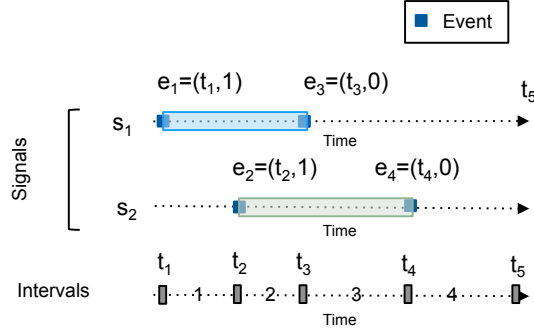 Event
e1=(t1,1)
e3=(t3,0)
t5
s1
Time
Signals
e2=(t2,1)
e4=(t4,0)
s2
Time
t1
t2
t3
t4
t5
Intervals
1
2
3
4
Time